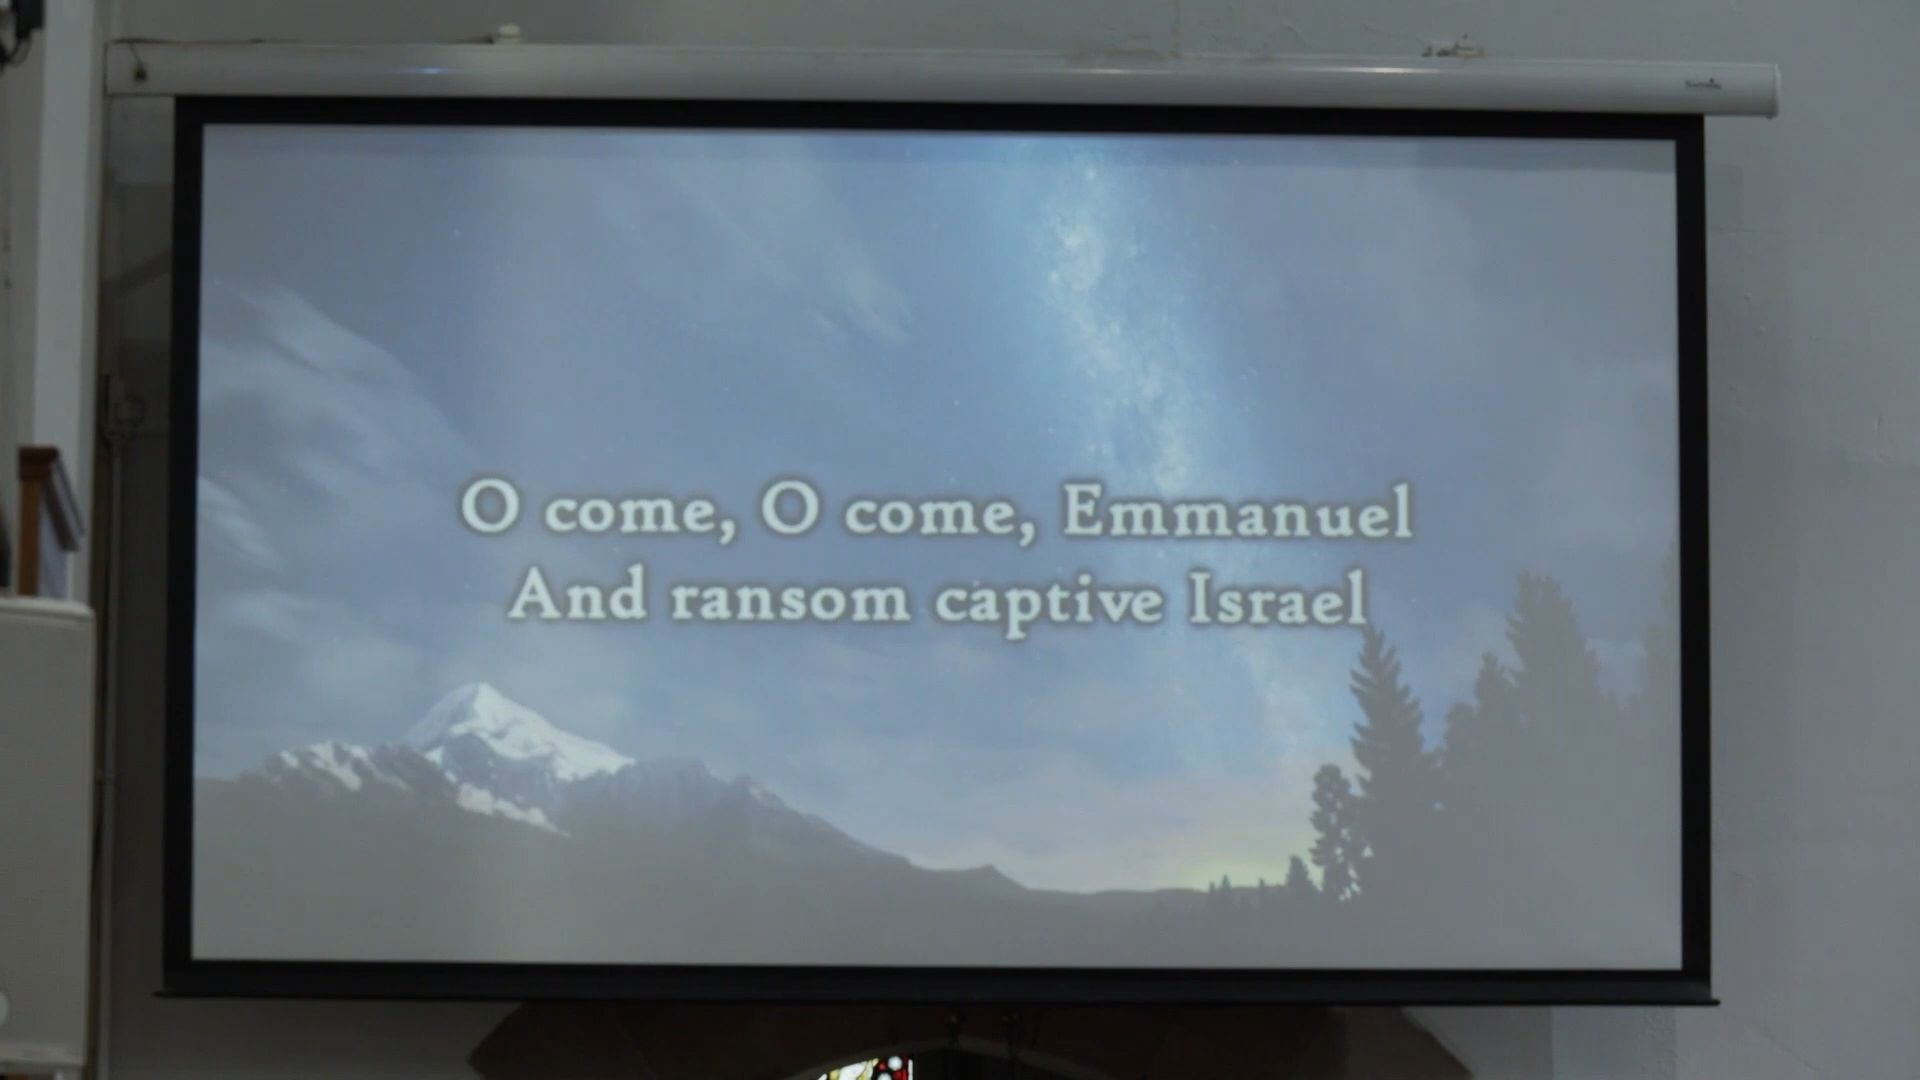 O come, O come, Emmanuel
And ransom captive Israel